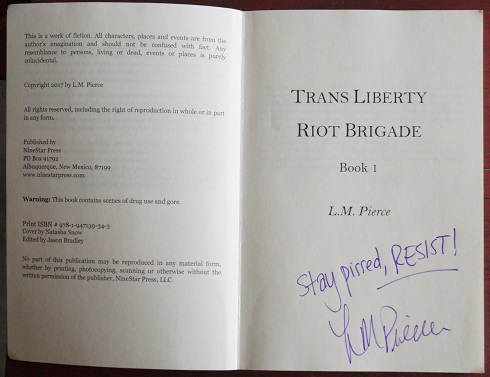 This is a work of fiction. All characters, places and events are from the
author's imagination and should not be confused with fact. Any
resemblance to persons, living or dead, events or places is purely
coincidental.
Copyright 2017 by L.M. Pierce
All rights reserved, including the right of reproduction in whole or in part
in any form.
Published by
NineStar Press
PO Box 91792
Albuquerque, New Mexico, 87199
www.ninestarpress.com
Warning: This book contains scenes of drug use and gore.
Print ISBN # 978-1-947139-34-3
Cover by Natasha Snow
Edited by Jason Bradley
No part of this publication may be reproduced in any material form,
whether by printing, photocopying, scanning or otherwise without the
written permission of the publisher, NineStar Press, LLC
TRANS LIBERTY
RIOT BRIGADE
Book 1
L.M. Pierce
Stay pirred, RESIST!
LM Pierce